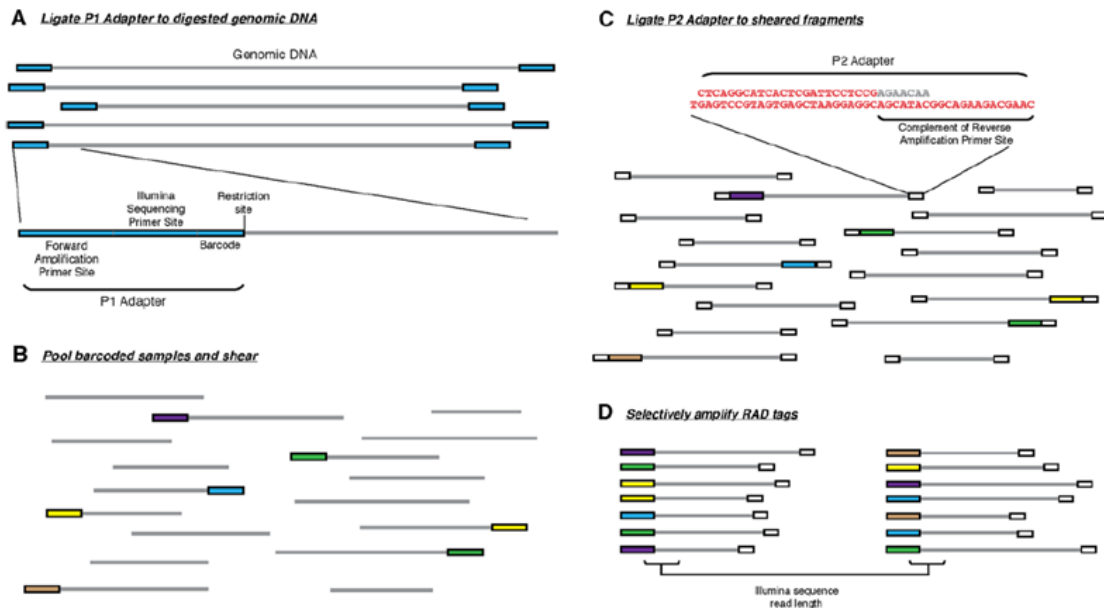 A Ligate P1 Adapter to digested genomic DNA
Genomic DNA
Illumina
Sequencing
Primer Site
Restriction
site
Barcode
Forward
Amplification
Primer Site
P1 Adapter
B Pool barcoded samples and shear
C Ligate P2 Adapter to sheared fragments
P2 Adapter
CTCAGGCATCACTCGATTCCTCCGAGAACAA
TGAGTCCGTAGTGAGCTAAGGAGGCAGCATACGGCAGAAGACGAAC
Complement of Reverse
Amplification Primer Site
D Selectively amplify RAD tags
Illumina sequence
read length